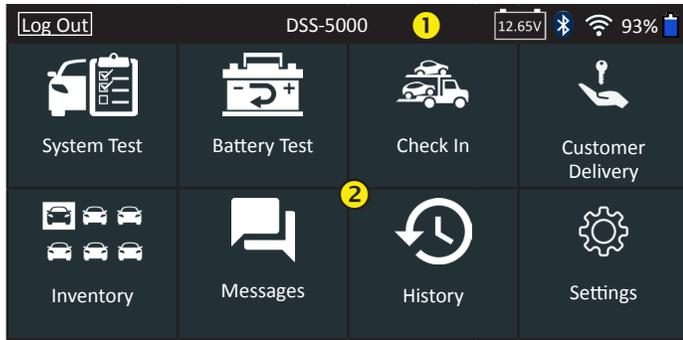 Log Out DSS-5000 1 12.65V 93%
System Test Battery Test Check In Customer
Delivery
2
Inventory Messages History Settings